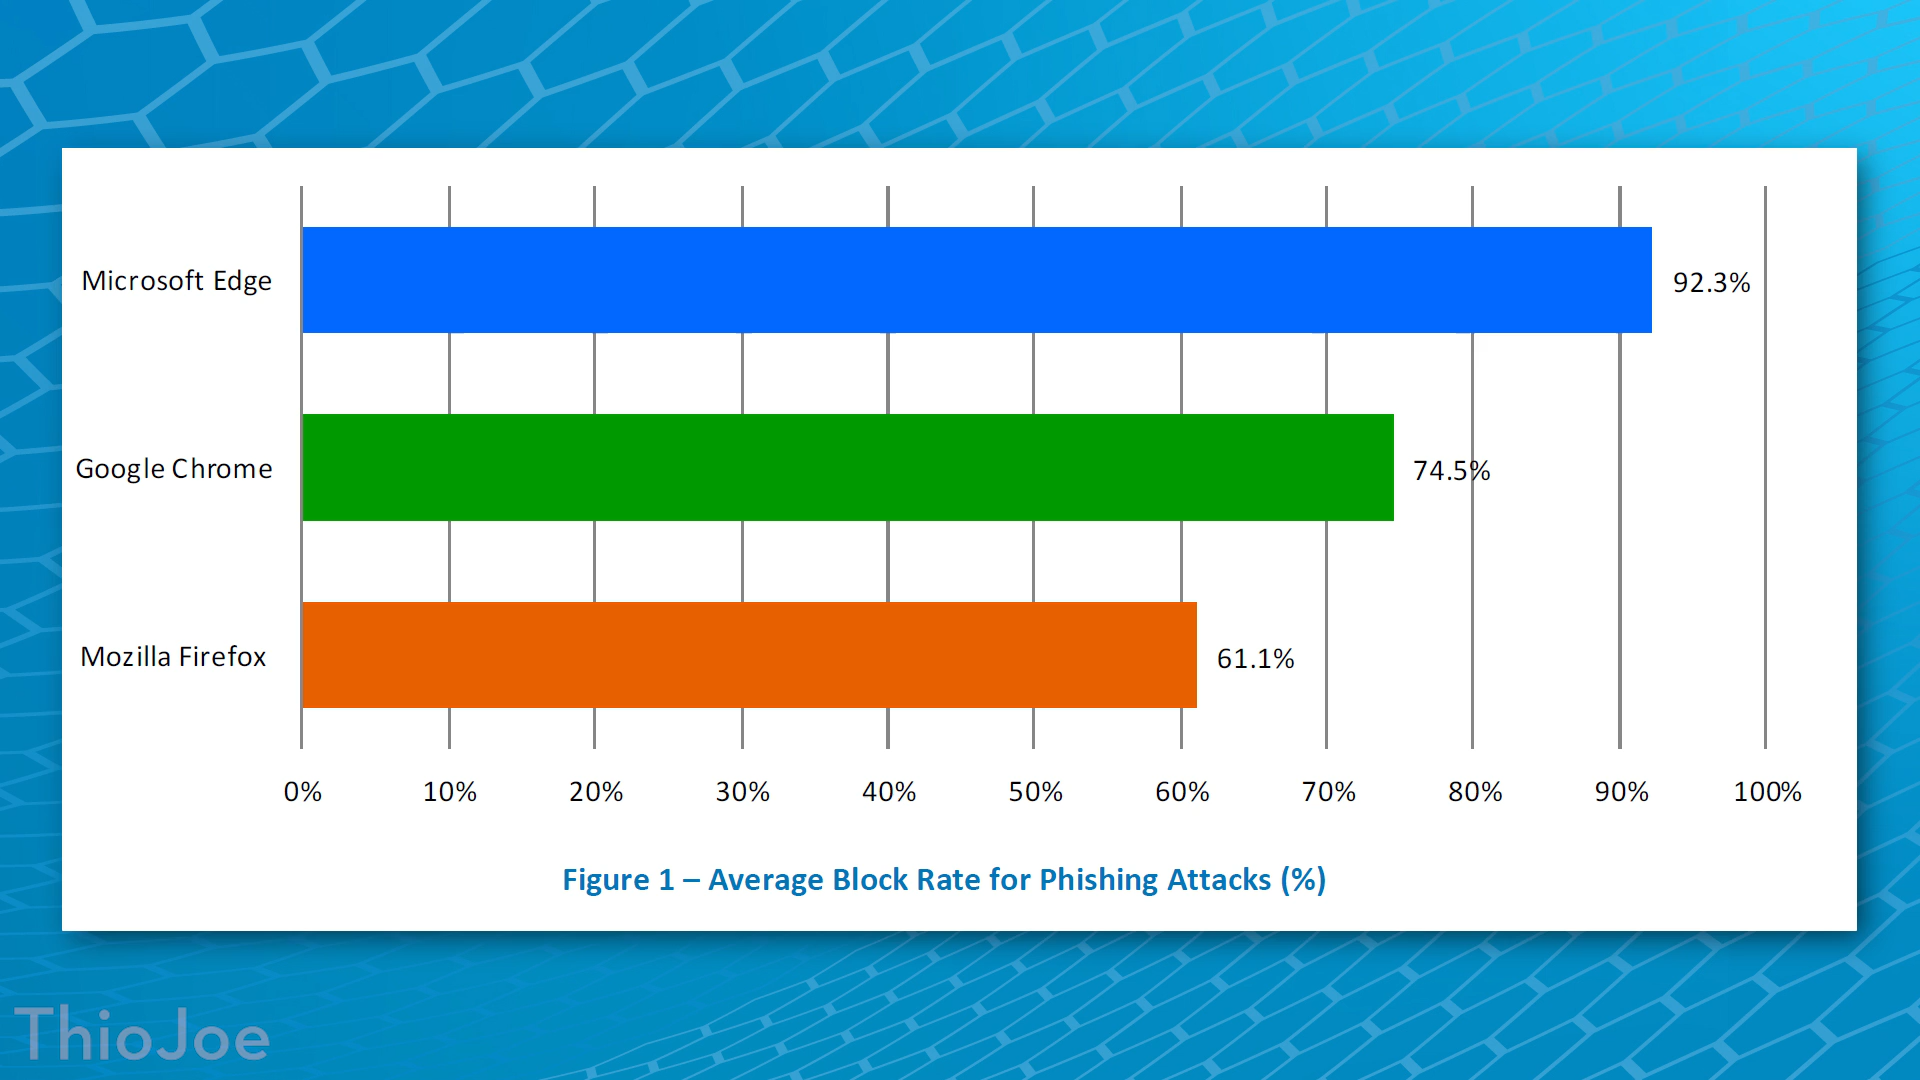 Microsoft Edge
92.3%
Google Chrome
74.5%
Mozilla Firefox
61.1%
0% 10% 20% 30% 40% 50% 60% 70% 80% 90% 100%
Figure 1 – Average Block Rate for Phishing Attacks (%)
ThioJoe